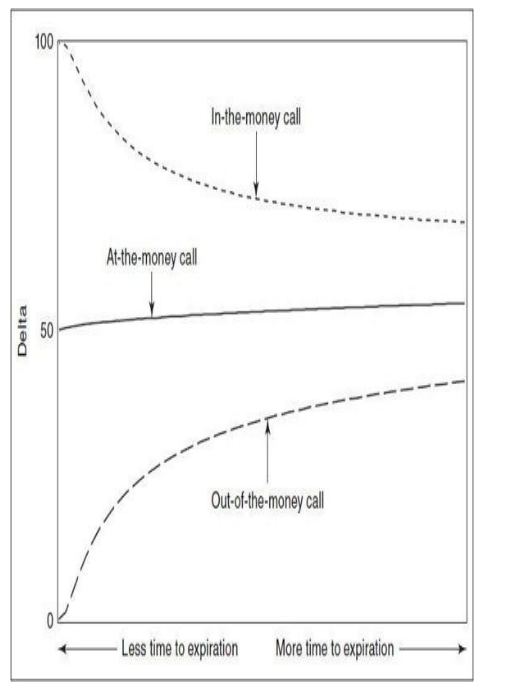 100
In-the-money call
At-the-money call
Delta
50
Out-of-the-money call
0
Less time to expiration
More time to expiration